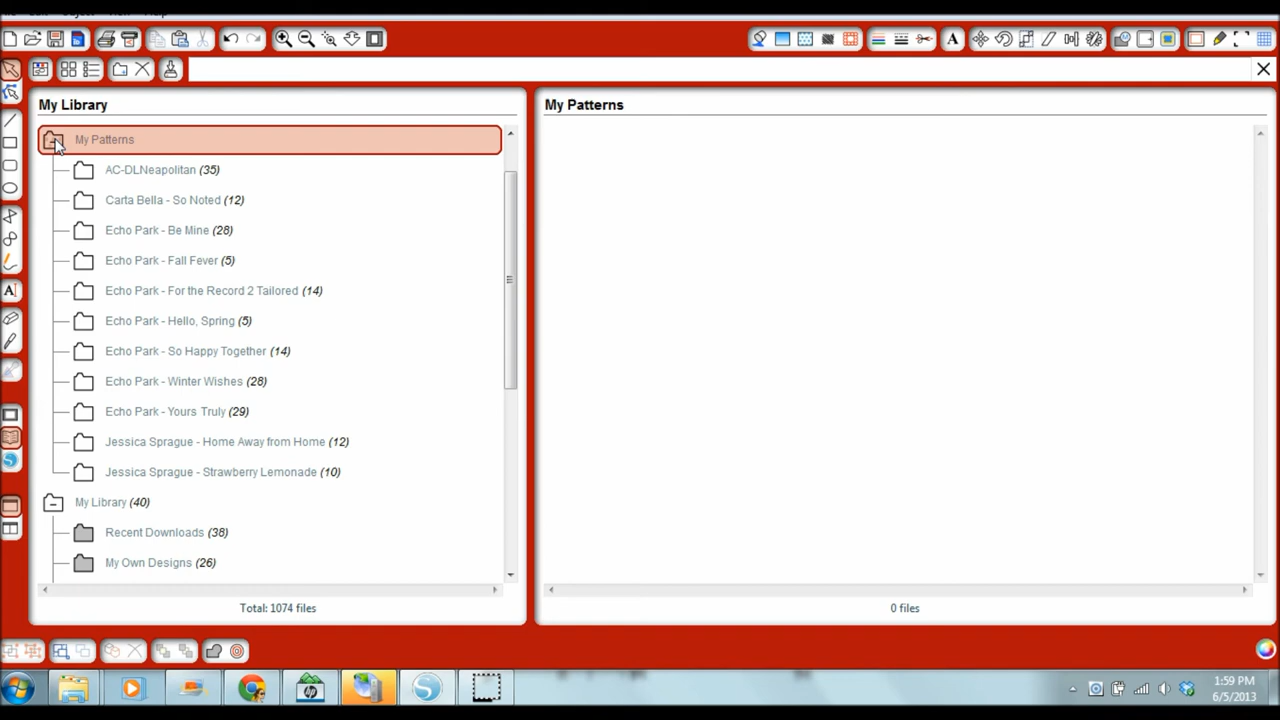 My Library
My Patterns
My Patterns
AC-DLNeapolitan (35)
Carta Bella - So Noted (12)
Echo Park - Be Mine (28)
Echo Park - Fall Fever (5)
Echo Park - For the Record 2 Tailored (14)
Echo Park - Hello, Spring (5)
Echo Park - So Happy Together (14)
Echo Park - Winter Wishes (28)
Echo Park - Yours Truly (29)
Jessica Sprague - Home Away from Home (12)
Jessica Sprague - Strawberry Lemonade (10)
My Library (40)
Recent Downloads (38)
My Own Designs (26)
Total: 1074 files
0 files
1:59 PM
6/5/2013